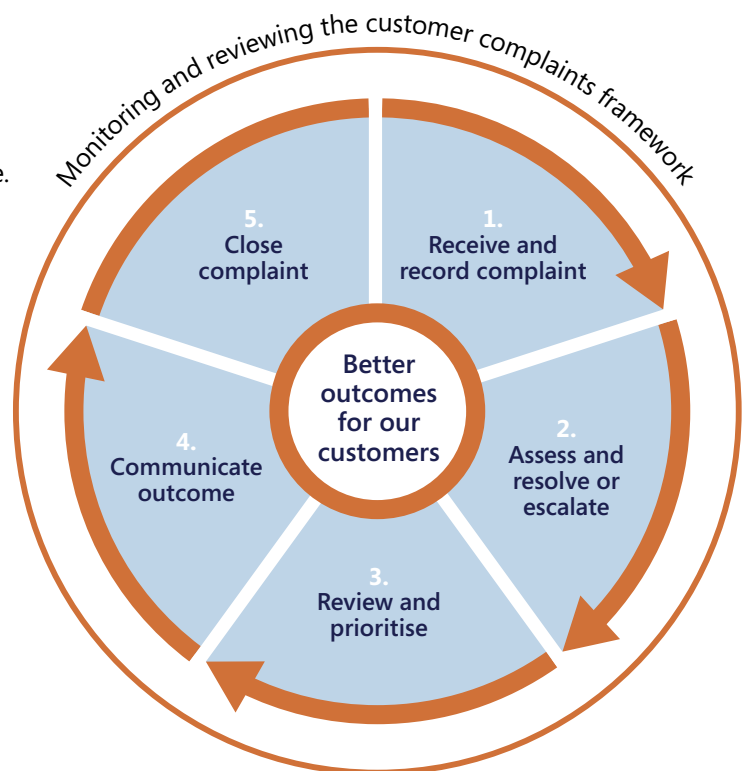 Monitoring and reviewing the customer complaints framework
e.
1.
Receive and
record complaint
2.
Assess and
resolve or
escalate
3.
Review and
prioritise
4.
Communicate
outcome
5.
Close
complaint
Better
outcomes
for our
customers